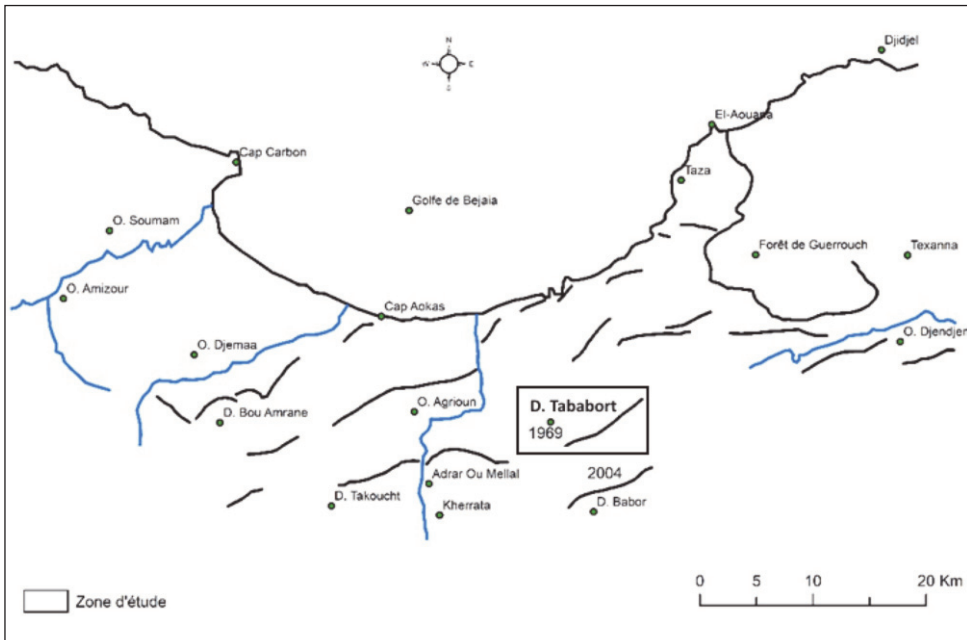 Djidjel
N
W E
S
El-Aouana
Cap Carbon
Taza
Golfe de Bejaia
O. Soumam
Forêt de Guerrouch
Texanna
O. Amizour
Cap Aokas
O. Djemaa
O. Djendjen
D. Bou Amrane
O. Agrioun
D. Tababort
1969
Adrar Ou Mellal
2004
D. Takoucht
Kherrata
D. Babor
Zone d'étude
0 5 10 20 Km